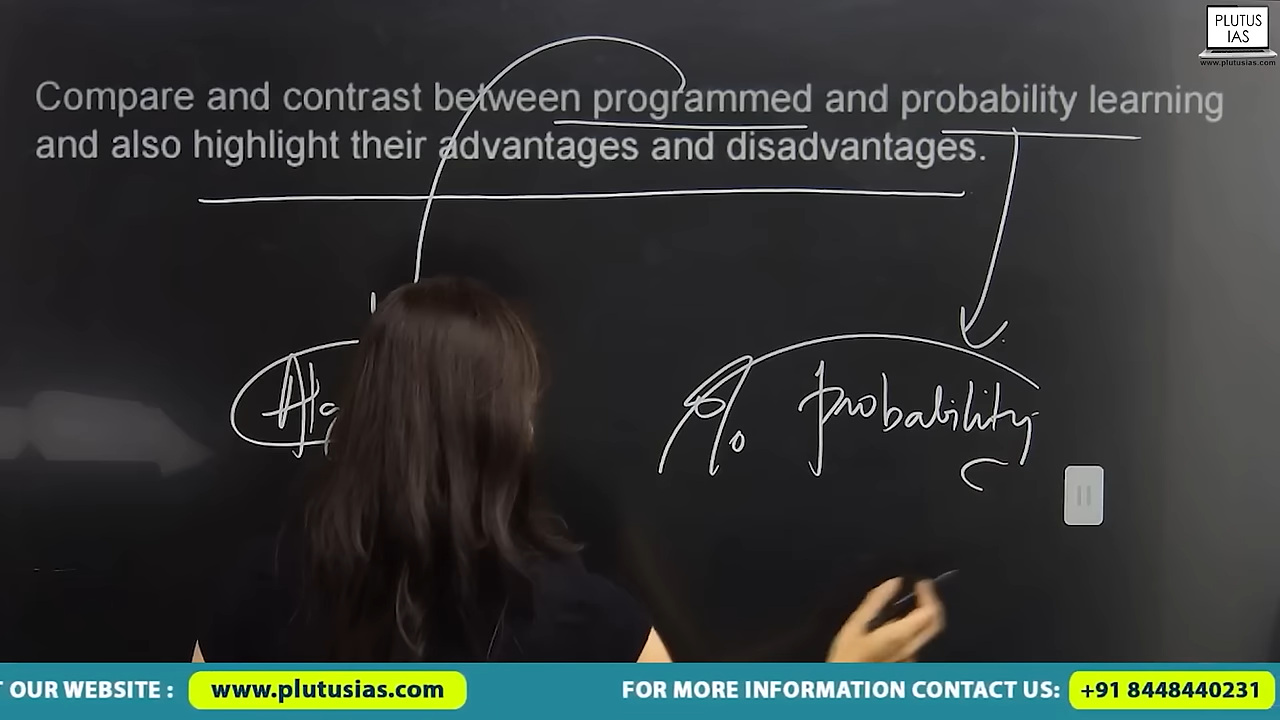 PLUTUS
IAS
www.plutusias.com
Compare and contrast between programmed and probability learning
and also highlight their advantages and disadvantages.
% probability
T OUR WEBSITE : www.plutusias.com FOR MORE INFORMATION CONTACT US: +91 8448440231